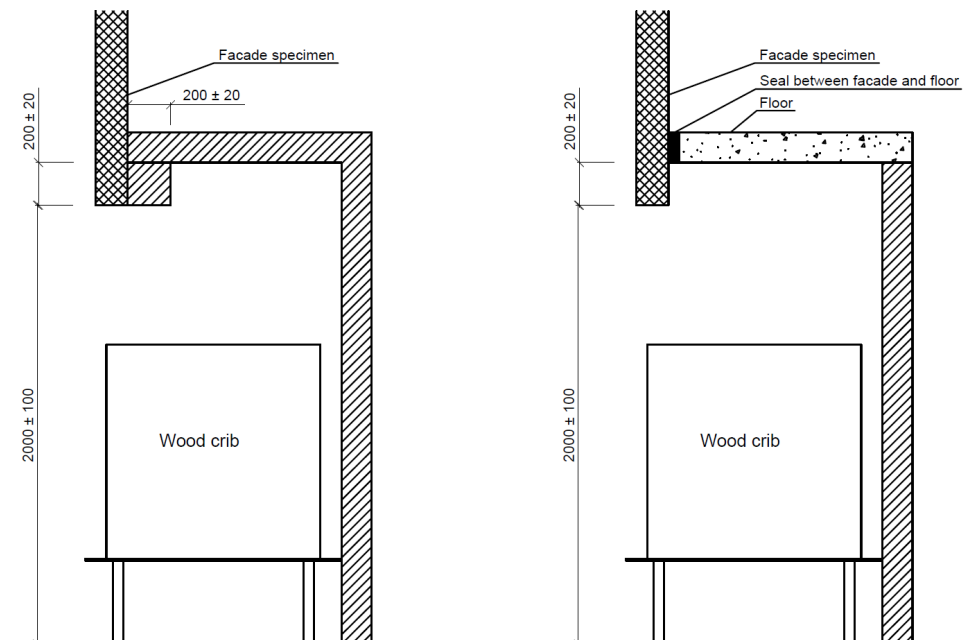 Facade specimen
200 ± 20
200 ± 20
2000 ± 100
Wood crib
Facade specimen
Seal between facade and floor
Floor
200 ± 20
2000 ± 100
Wood crib